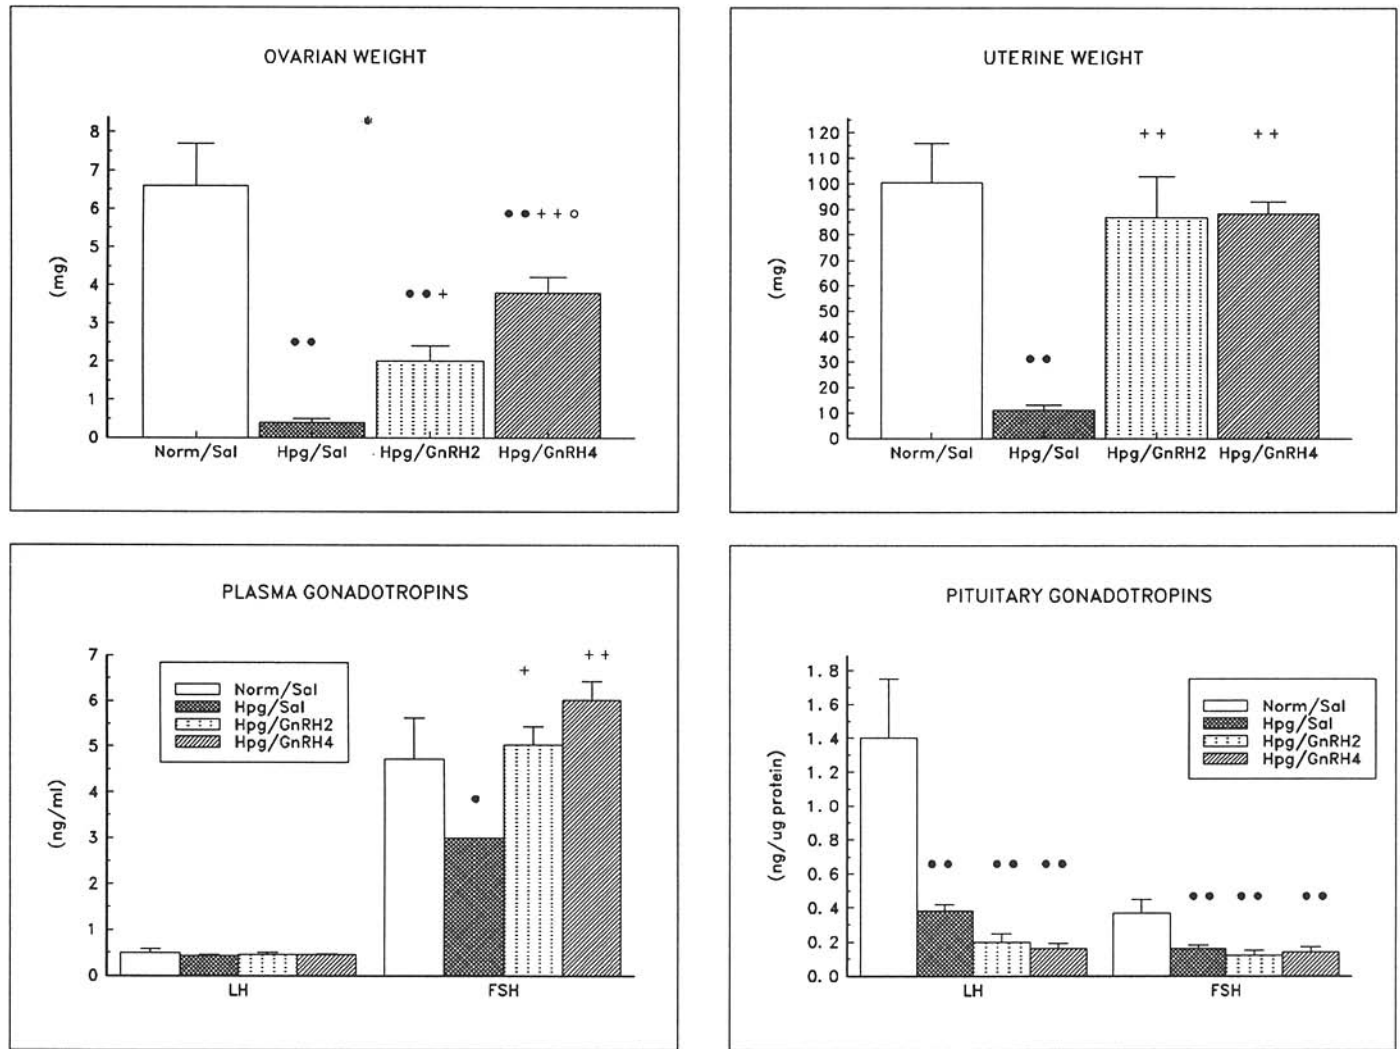 OVARIAN WEIGHT
*
8
7
6
5
4
3
2
1
0
(mg)
●● + + ○
●● +
●●
Norm/Sal Hpg/Sal Hpg/GnRH2 Hpg/GnRH4
UTERINE WEIGHT
120
110
100
90
80
70
60
50
40
30
20
10
0
(mg)
+ + + +
●●
Norm/Sal Hpg/Sal Hpg/GnRH2 Hpg/GnRH4
PLASMA GONADOTROPINS
7
6
5
4
3
2
1
0
(ng/ml)
Norm/Sal
Hpg/Sal
Hpg/GnRH2
Hpg/GnRH4
+ + +
●
LH FSH
PITUITARY GONADOTROPINS
1.8
1.6
1.4
1.2
1.0
0.8
0.6
0.4
0.2
0.0
(ng/ug protein)
Norm/Sal
Hpg/Sal
Hpg/GnRH2
Hpg/GnRH4
●● ●● ●●
●● ●● ●●
LH FSH